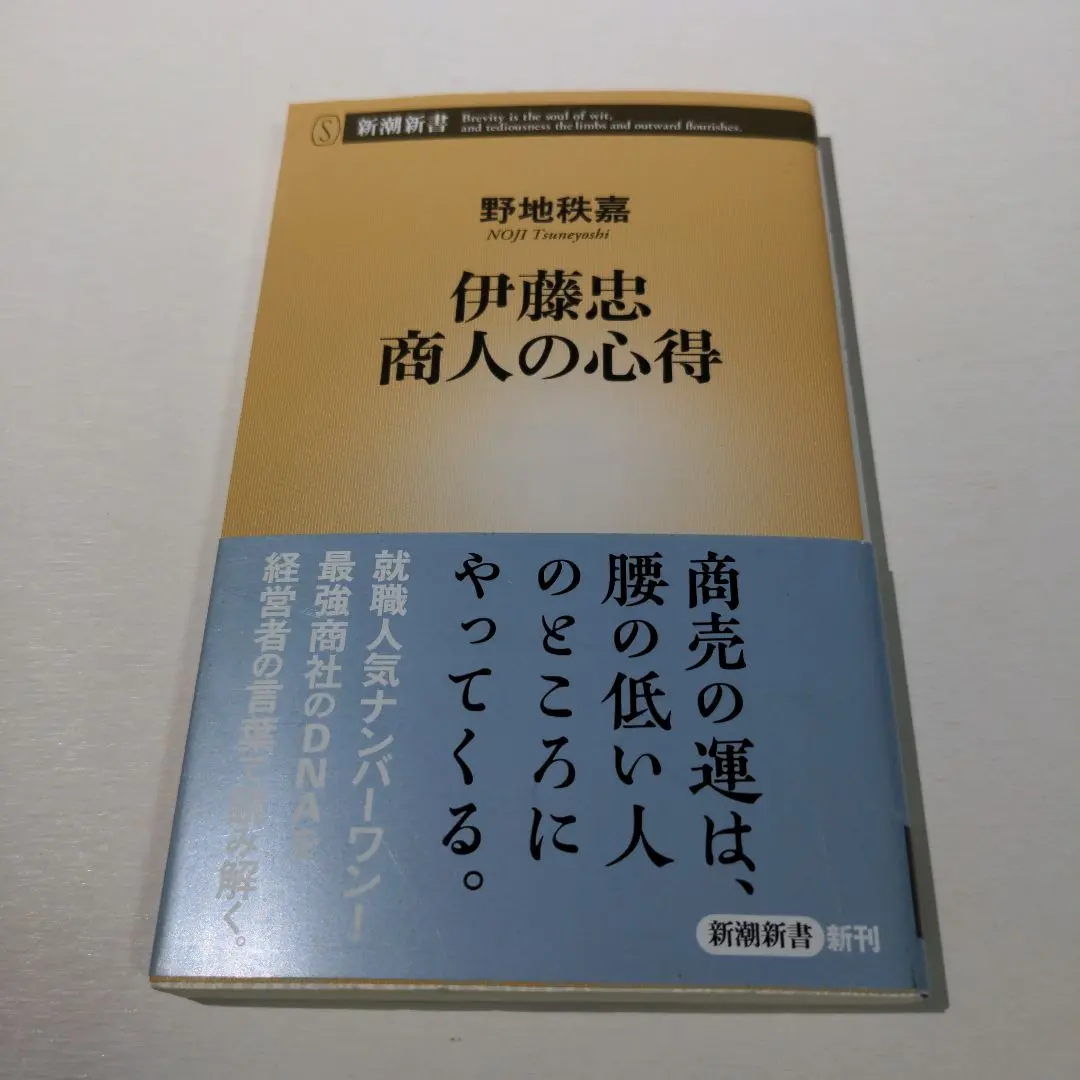 S
新潮新書
Brevity is the soul of wit,
and tediousness the limbs and outward flourishes.
野地秩嘉
NOJI Tsuneyoshi
伊藤忠
商人の心得
商売の運は、
腰の低い人
のところに
やってくる。
就職人気ナンバーワン！
最強商社のDNAを
経営者の言葉で読み解く。
新潮新書 新刊